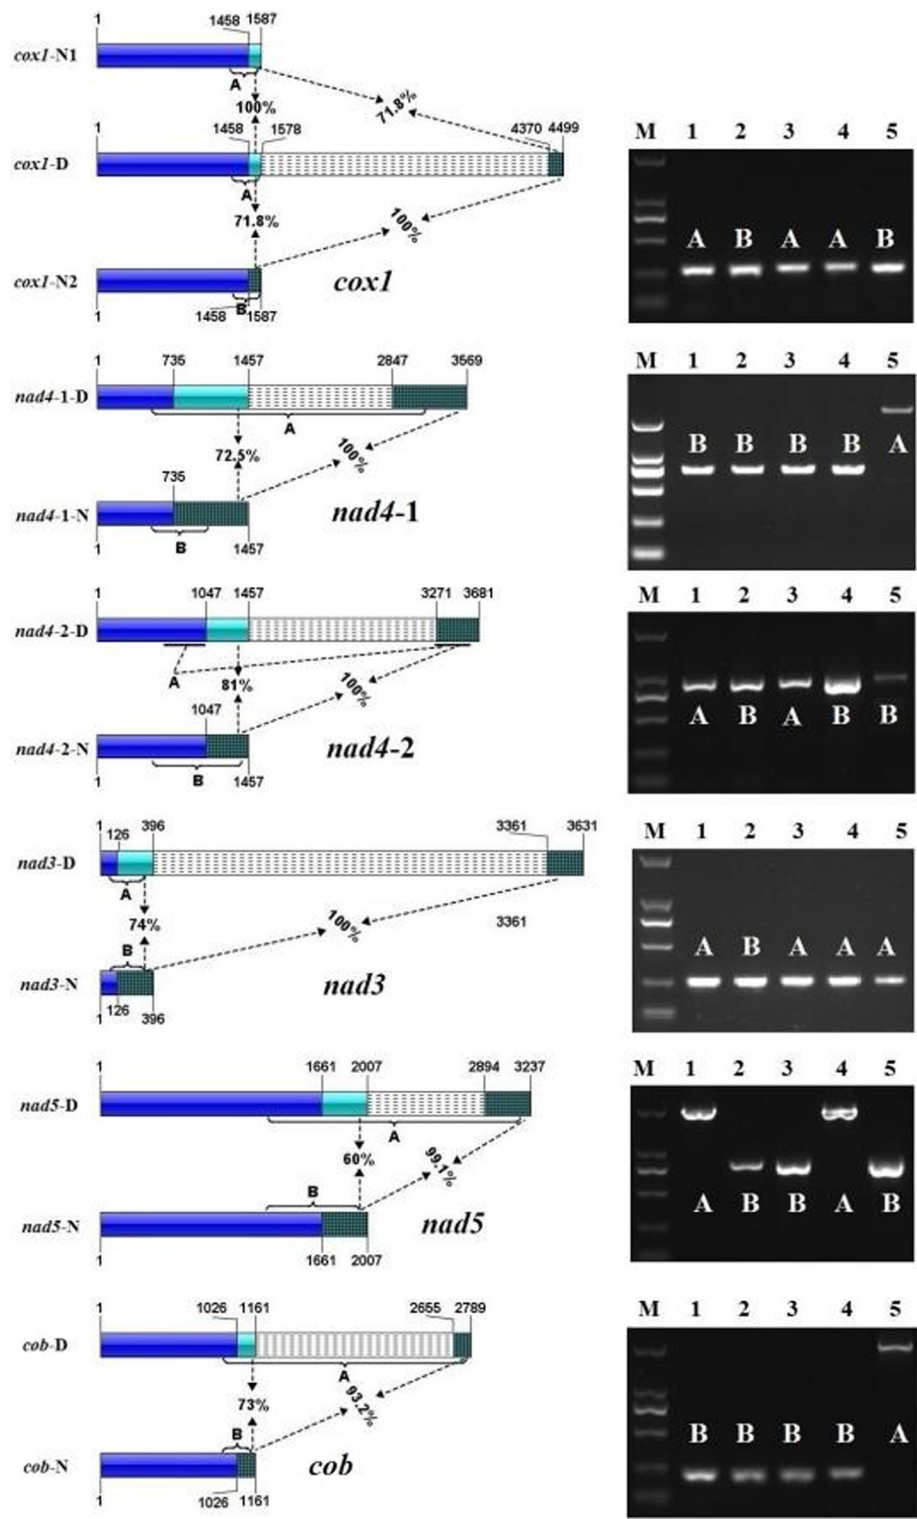 1 1458 1587
cox1-N1
A
100%
71.8%
1 1458 1578 4370 4499
cox1-D
A
71.8%
100%
cox1-N2
B
1 1458 1587
cox1
M 1 2 3 4 5
A B A A B
1 735 1457 2847 3569
nad4-1-D
A
72.5%
100%
735
nad4-1-N
B
1 1457
nad4-1
M 1 2 3 4 5
B B B B A
1 1047 1457 3271 3681
nad4-2-D
A
81%
100%
1047
nad4-2-N
B
1 1457
nad4-2
M 1 2 3 4 5
A B A B B
1 126 396 3361 3631
nad3-D
A
74%
100%
3361
B
nad3-N
1 126 396
nad3
M 1 2 3 4 5
A B A A A
1 1661 2007 2894 3237
nad5-D
A
60%
99.1%
B
nad5-N
1 1661 2007
nad5
M 1 2 3 4 5
A B B A B
1 1026 1161 2655 2789
cob-D
A
73%
93.2%
B
cob-N
1 1026 1161
cob
M 1 2 3 4 5
B B B B A